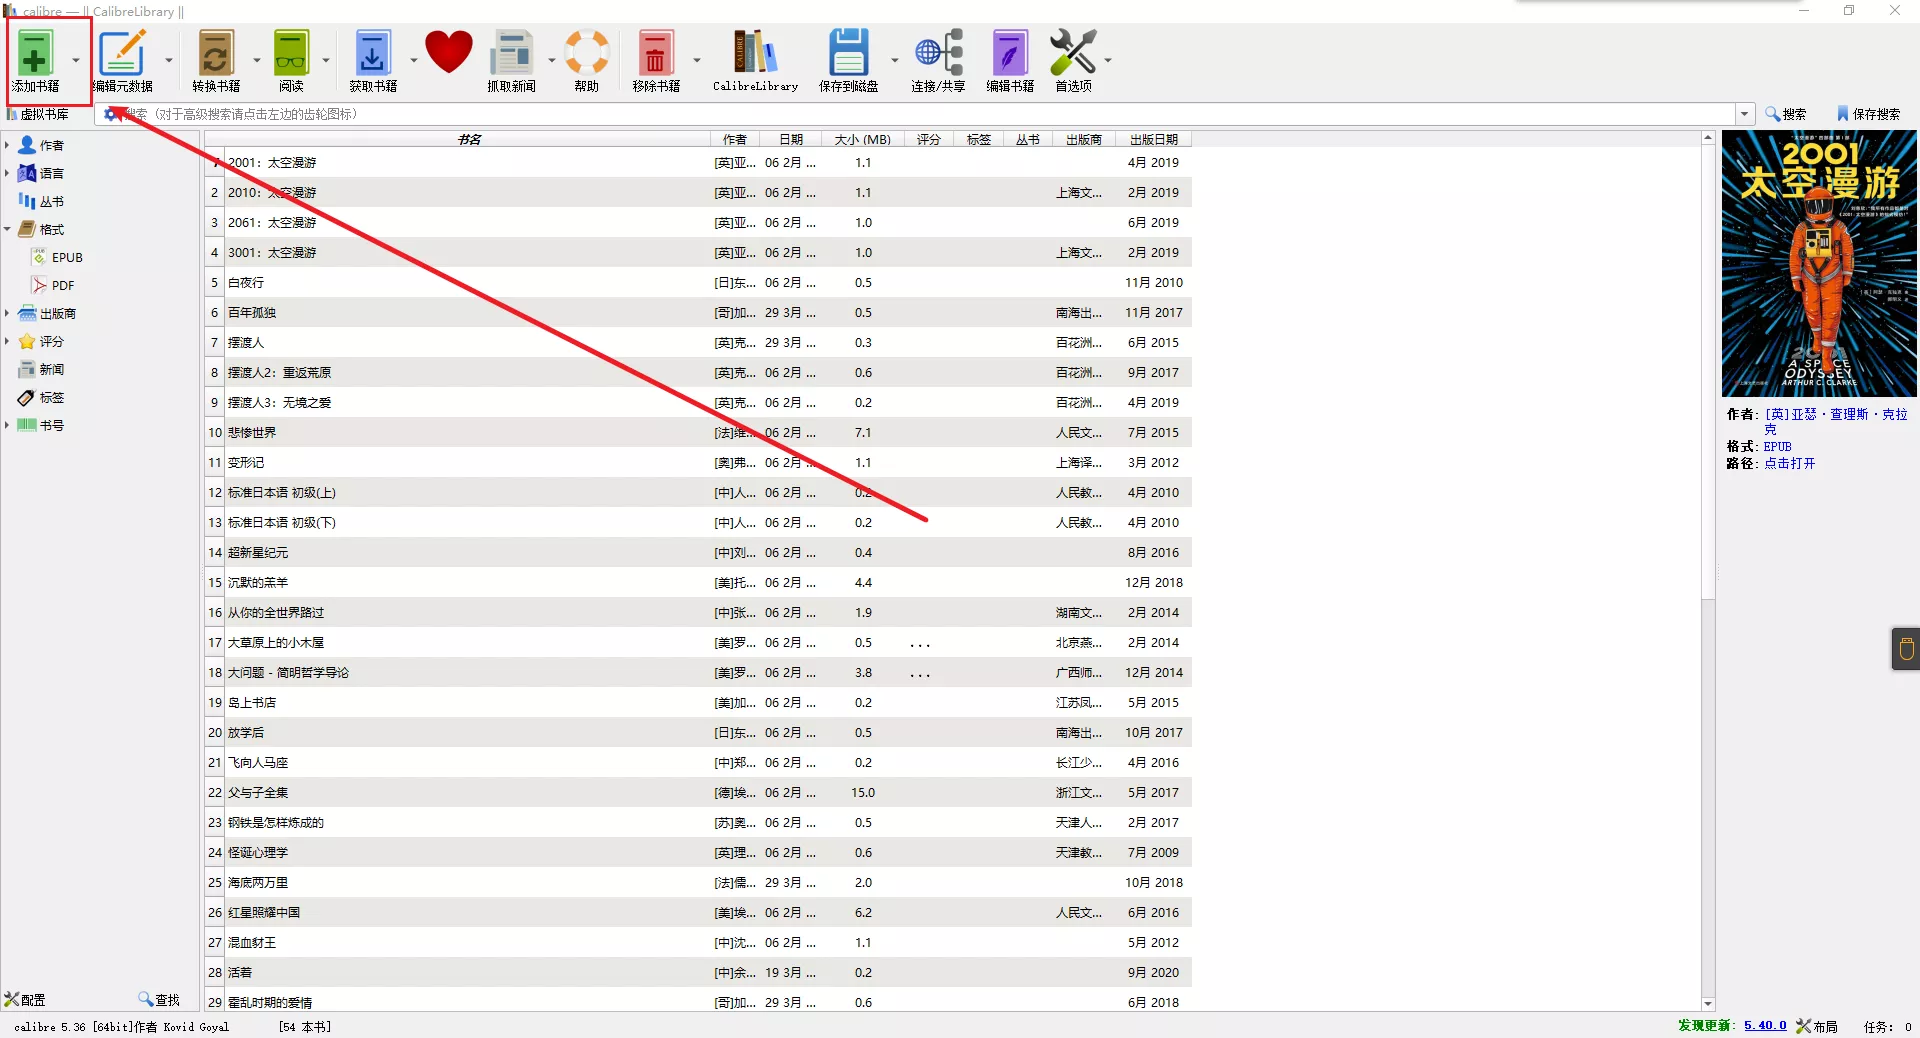 calibre — || CalibreLibrary ||
添加书籍 编辑元数据 转换书籍 阅读 获取书籍 抓取新闻 帮助 移除书籍 CalibreLibrary 保存到磁盘 连接/共享 编辑书籍 首选项
虚拟书库 搜索（对于高级搜索请点击左边的齿轮图标） 搜索 保存搜索
作者
语言
丛书
格式
EPUB
PDF
出版商
评分
新闻
标签
书号
配置 查找
书名 作者 日期 大小 (MB) 评分 标签 丛书 出版商 出版日期
1 2001：太空漫游 [英]亚... 06 2月 ... 1.1 4月 2019
2 2010：太空漫游 [英]亚... 06 2月 ... 1.1 上海文... 2月 2019
3 2061：太空漫游 [英]亚... 06 2月 ... 1.0 6月 2019
4 3001：太空漫游 [英]亚... 06 2月 ... 1.0 上海文... 2月 2019
5 白夜行 [日]东... 06 2月 ... 0.5 11月 2010
6 百年孤独 [哥]加... 29 3月 ... 0.5 南海出... 11月 2017
7 摆渡人 [英]克... 29 3月 ... 0.3 百花洲... 6月 2015
8 摆渡人2：重返荒原 [英]克... 06 2月 ... 0.6 百花洲... 9月 2017
9 摆渡人3：无境之爱 [英]克... 06 2月 ... 0.2 百花洲... 4月 2019
10 悲惨世界 [法]维... 06 2月 ... 7.1 人民文... 7月 2015
11 变形记 [奥]弗... 06 2月 ... 1.1 上海译... 3月 2012
12 标准日本语 初级(上) [中]人... 06 2月 ... 0.2 人民教... 4月 2010
13 标准日本语 初级(下) [中]人... 06 2月 ... 0.2 人民教... 4月 2010
14 超新星纪元 [中]刘... 06 2月 ... 0.4 8月 2016
15 沉默的羔羊 [美]托... 06 2月 ... 4.4 12月 2018
16 从你的全世界路过 [中]张... 06 2月 ... 1.9 湖南文... 2月 2014
17 大草原上的小木屋 [美]罗... 06 2月 ... 0.5 ... 北京燕... 2月 2014
18 大问题 - 简明哲学导论 [美]罗... 06 2月 ... 3.8 ... 广西师... 12月 2014
19 岛上书店 [美]加... 06 2月 ... 0.2 江苏凤... 5月 2015
20 放学后 [日]东... 06 2月 ... 0.5 南海出... 10月 2017
21 飞向人马座 [中]郑... 06 2月 ... 0.2 长江少... 4月 2016
22 父与子全集 [德]埃... 06 2月 ... 15.0 浙江文... 5月 2017
23 钢铁是怎样炼成的 [苏]奥... 06 2月 ... 0.5 天津人... 2月 2017
24 怪诞心理学 [英]理... 06 2月 ... 0.6 天津教... 7月 2009
25 海底两万里 [法]儒... 29 3月 ... 2.0 10月 2018
26 红星照耀中国 [美]埃... 06 2月 ... 6.2 人民文... 6月 2016
27 混血豺王 [中]沈... 06 2月 ... 1.1 5月 2012
28 活着 [中]余... 19 3月 ... 0.2 9月 2020
29 霍乱时期的爱情 [哥]加... 29 3月 ... 0.6 6月 2018
2001
太空漫游
2001
A SPACE
ODYSSEY
ARTHUR C. CLARKE
作者: [英]亚瑟·查理斯·克拉
克
格式: EPUB
路径: 点击打开
calibre 5.36 [64bit]作者 Kovid Goyal [54 本书] 发现更新: 5.40.0 布局 任务: 0